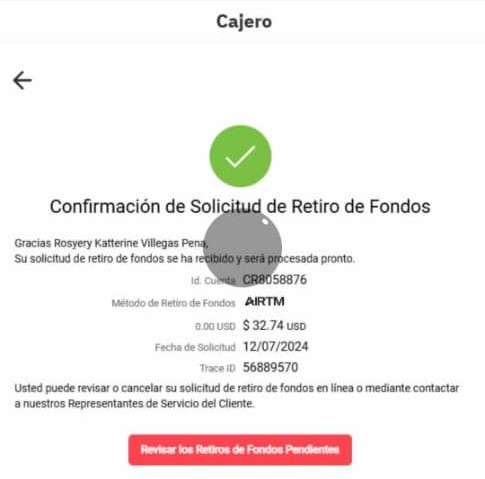 Cajero
Confirmación de Solicitud de Retiro de Fondos
Gracias Rosyery Katterine Villegas Pena,
Su solicitud de retiro de fondos se ha recibido y será procesada pronto.
Id. Cuenta CR8058876
Método de Retiro de Fondos AIRTM
0.00 USD $ 32.74 USD
Fecha de Solicitud 12/07/2024
Trace ID 56889570
Usted puede revisar o cancelar su solicitud de retiro de fondos en línea o mediante contactar
a nuestros Representantes de Servicio del Cliente.
Revisar los Retiros de Fondos Pendientes